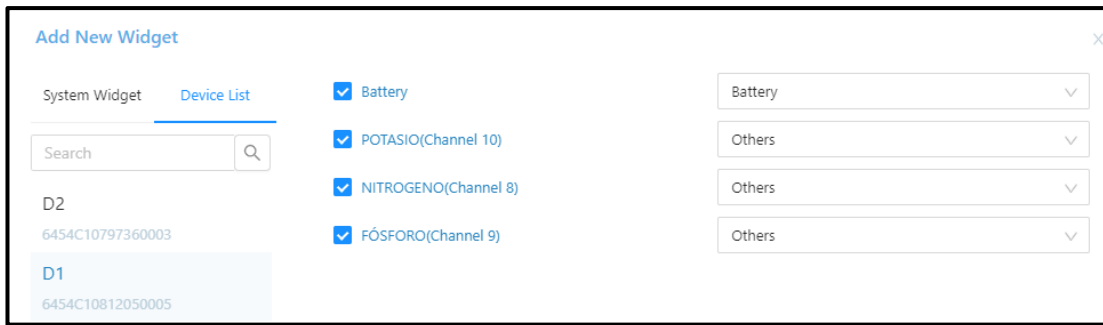 Add New Widget
System Widget Device List
Search
D2
6454C10797360003
D1
6454C10812050005
Battery Battery
POTASIO(Channel 10) Others
NITROGENO(Channel 8) Others
FÓSFORO(Channel 9) Others